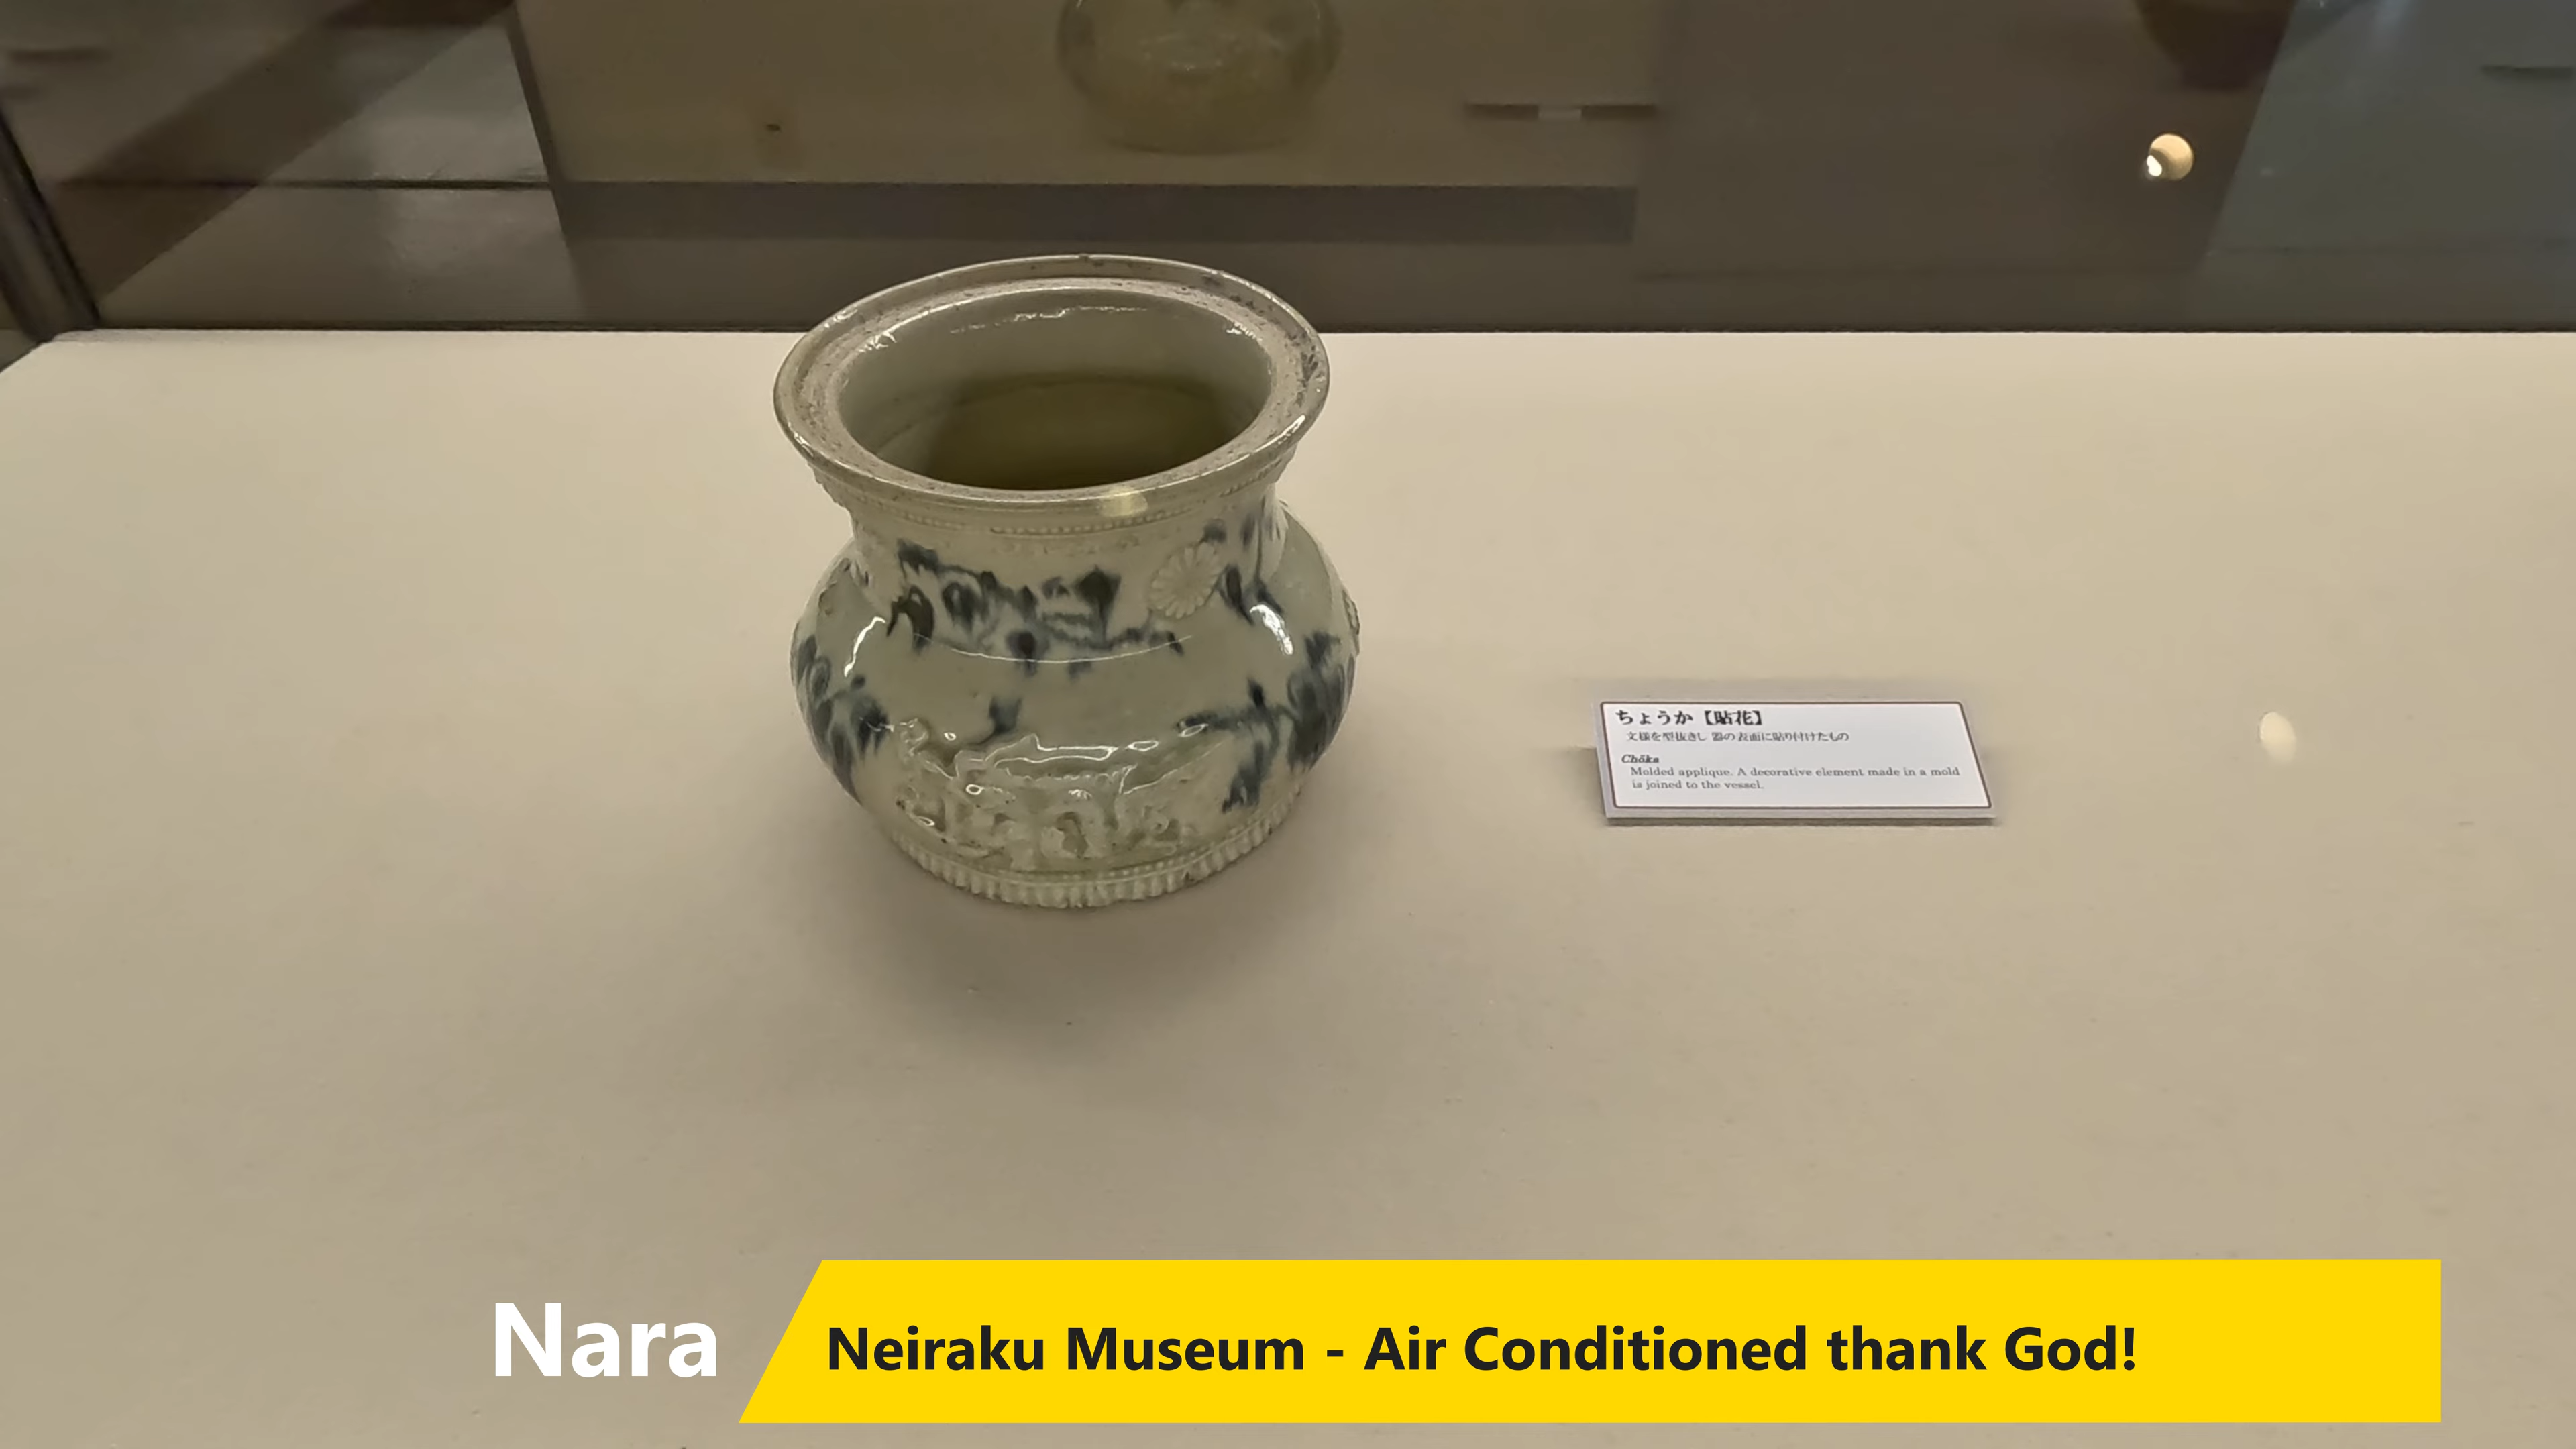 ちょうか【貼花】
文様を型抜きし 器の表面に貼り付けたもの
Chōka
Molded applique. A decorative element made in a mold
is joined to the vessel.
Nara
Neiraku Museum - Air Conditioned thank God!